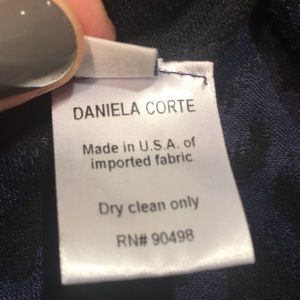 DANIELA CORTE
Made in U.S.A. of
imported fabric
Dry clean only
RN# 90498